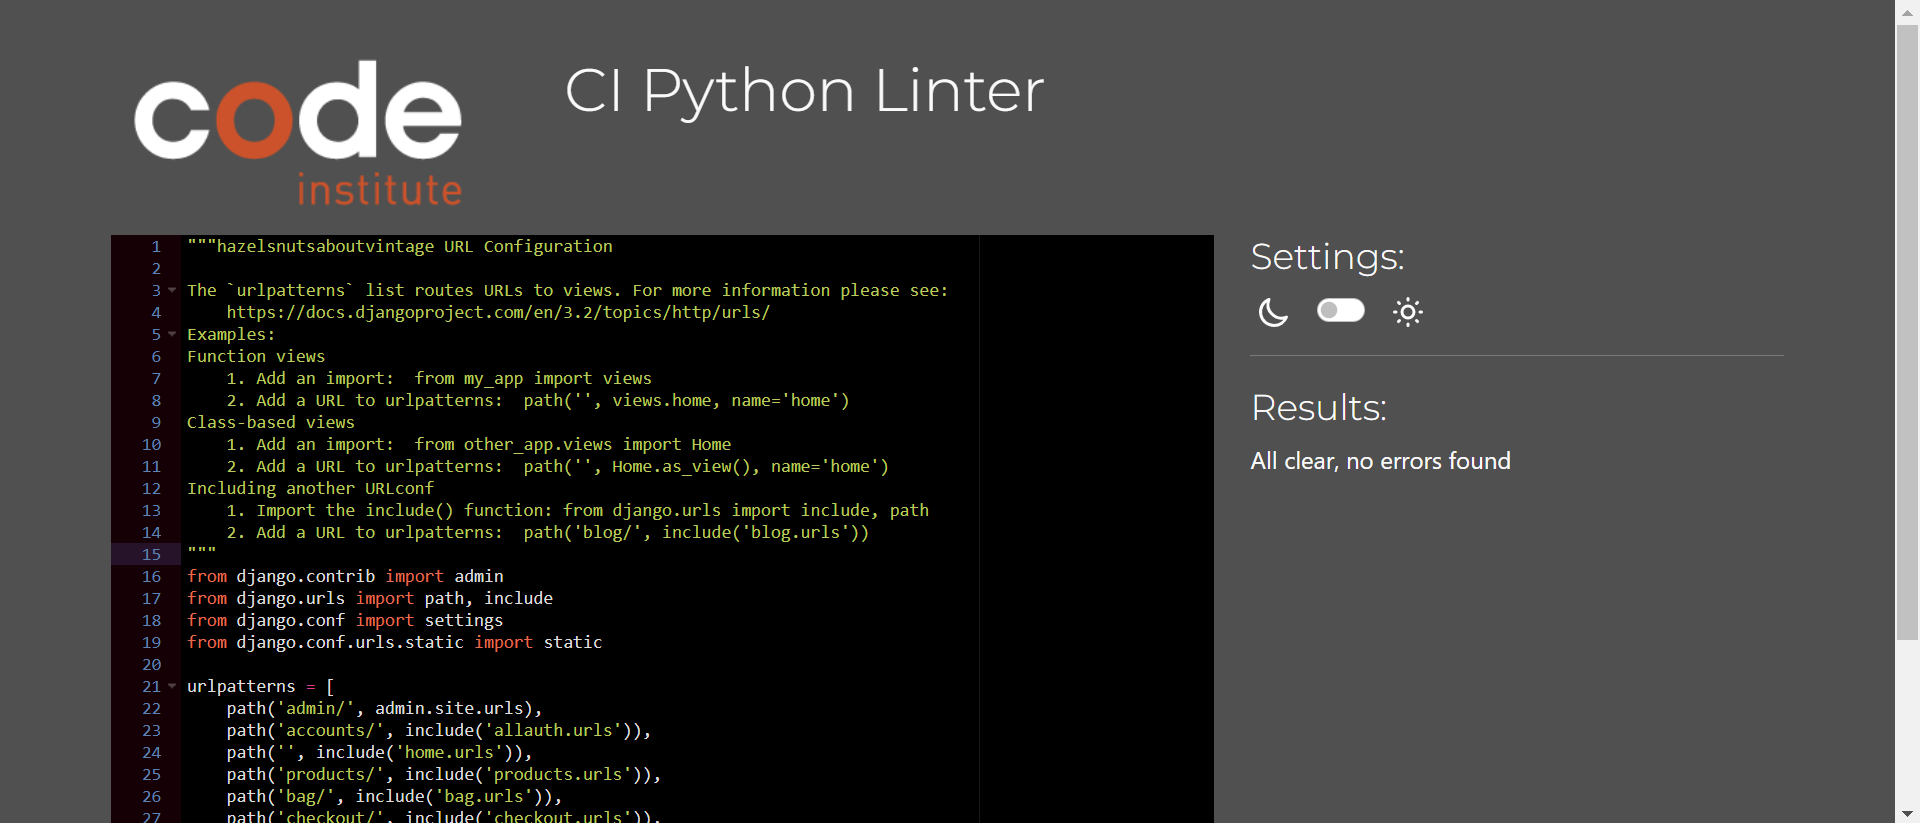 code
institute
CI Python Linter
1 """hazelsnutsaboutvintage URL Configuration
2
3 The `urlpatterns` list routes URLs to views. For more information please see:
4     https://docs.djangoproject.com/en/3.2/topics/http/urls/
5 Examples:
6 Function views
7     1. Add an import:  from my_app import views
8     2. Add a URL to urlpatterns:  path('', views.home, name='home')
9 Class-based views
10     1. Add an import:  from other_app.views import Home
11     2. Add a URL to urlpatterns:  path('', Home.as_view(), name='home')
12 Including another URLconf
13     1. Import the include() function: from django.urls import include, path
14     2. Add a URL to urlpatterns:  path('blog/', include('blog.urls'))
15 """
16 from django.contrib import admin
17 from django.urls import path, include
18 from django.conf import settings
19 from django.conf.urls.static import static
20
21 urlpatterns = [
22     path('admin/', admin.site.urls),
23     path('accounts/', include('allauth.urls')),
24     path('', include('home.urls')),
25     path('products/', include('products.urls')),
26     path('bag/', include('bag.urls')),
27     path('checkout/', include('checkout.urls')),
Settings:
Results:
All clear, no errors found